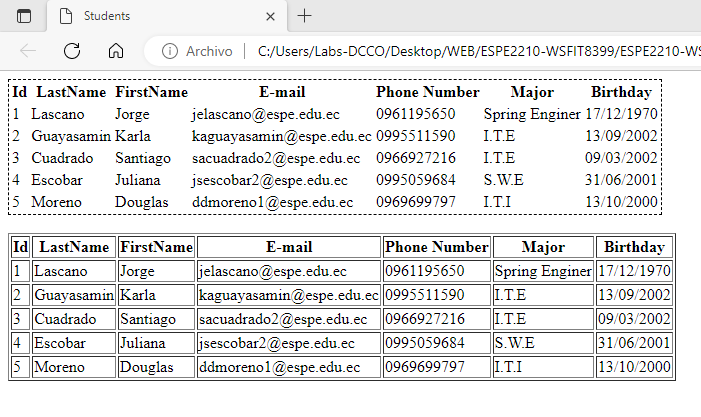 Students
Archivo C:/Users/Labs-DCCO/Desktop/WEB/ESPE2210-WSFIT8399/ESPE2210-WS
Id LastName FirstName E-mail Phone Number Major Birthday
1 Lascano Jorge jelascano@espe.edu.ec 0961195650 Spring Enginer 17/12/1970
2 Guayasamin Karla kaguayasamin@espe.edu.ec 0995511590 I.T.E 13/09/2002
3 Cuadrado Santiago sacuadrado2@espe.edu.ec 0966927216 I.T.E 09/03/2002
4 Escobar Juliana jsescobar2@espe.edu.ec 0995059684 S.W.E 31/06/2001
5 Moreno Douglas ddmoreno1@espe.edu.ec 0969699797 I.T.I 13/10/2000
Id LastName FirstName E-mail Phone Number Major Birthday
1 Lascano Jorge jelascano@espe.edu.ec 0961195650 Spring Enginer 17/12/1970
2 Guayasamin Karla kaguayasamin@espe.edu.ec 0995511590 I.T.E 13/09/2002
3 Cuadrado Santiago sacuadrado2@espe.edu.ec 0966927216 I.T.E 09/03/2002
4 Escobar Juliana jsescobar2@espe.edu.ec 0995059684 S.W.E 31/06/2001
5 Moreno Douglas ddmoreno1@espe.edu.ec 0969699797 I.T.I 13/10/2000